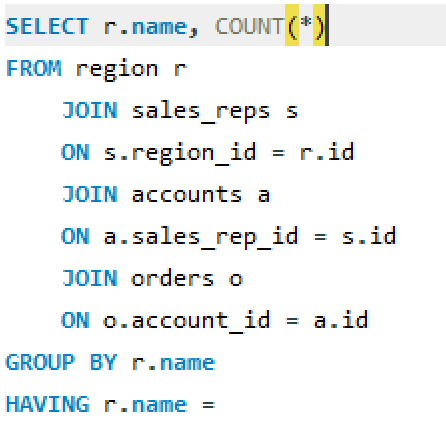 SELECT r.name, COUNT(*)
FROM region r
JOIN sales_reps s
ON s.region_id = r.id
JOIN accounts a
ON a.sales_rep_id = s.id
JOIN orders o
ON o.account_id = a.id
GROUP BY r.name
HAVING r.name =